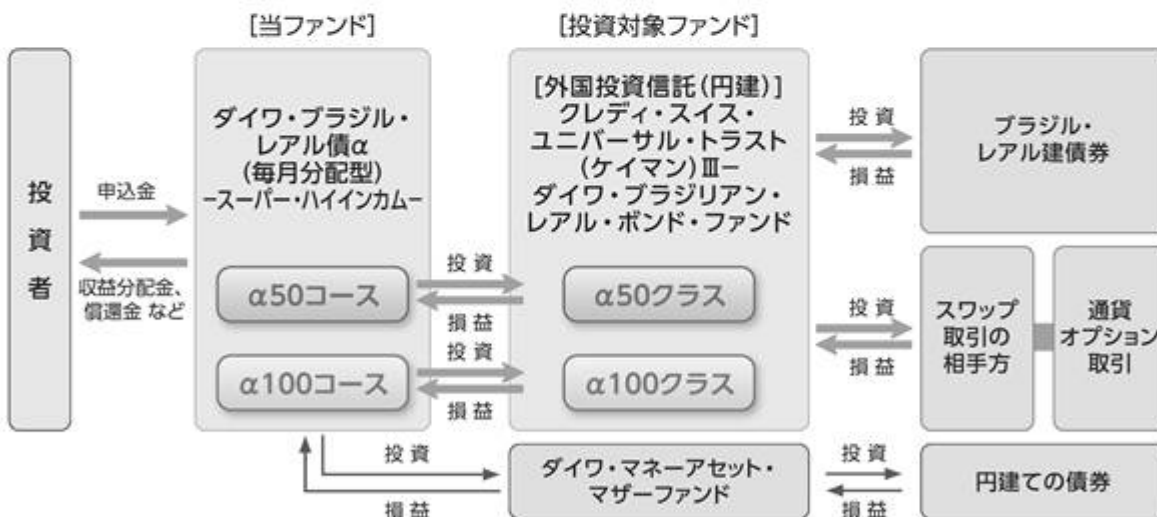 [当ファンド]
[投資対象ファンド]
投資者
申込金
収益分配金、
償還金 など
ダイワ・ブラジル・
レアル債α
(毎月分配型)
-スーパー・ハイインカム-
α50コース
α100コース
投 資
損 益
投 資
損 益
[外国投資信託(円建)]
クレディ・スイス・
ユニバーサル・トラスト
(ケイマン)Ⅲ-
ダイワ・ブラジリアン・
レアル・ボンド・ファンド
α50クラス
α100クラス
投 資
損 益
ブラジル・
レアル建債券
投 資
損 益
スワップ
取引の
相手方
通貨
オプション
取引
投 資
損 益
ダイワ・マネーアセット・
マザーファンド
投 資
損 益
円建ての債券